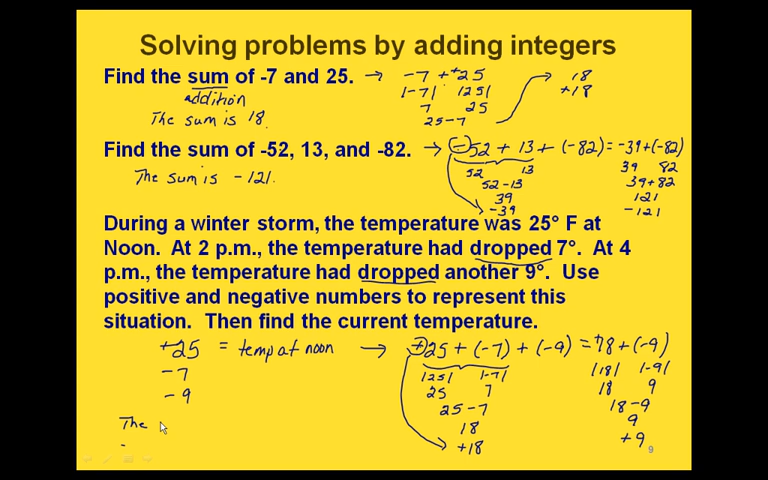 Solving problems by adding integers
Find the sum of -7 and 25. → -7 + +25
|-7| |25|
7 25
25-7
18
+18
addition
The sum is 18.
Find the sum of -52, 13, and -82. → -52 + 13 + (-82) = -39+(-82)
52 13
52-13
39
-39
39 82
39+82
121
-121
The sum is -121.
During a winter storm, the temperature was 25° F at
Noon. At 2 p.m., the temperature had dropped 7°. At 4
p.m., the temperature had dropped another 9°. Use
positive and negative numbers to represent this
situation. Then find the current temperature.
+25 = temp at noon → +25 + (-7) + (-9) = +18 + (-9)
-7
-9
|25| |-7|
25 7
25-7
18
+18
|18| |-9|
18 9
18-9
9
+9
The
9